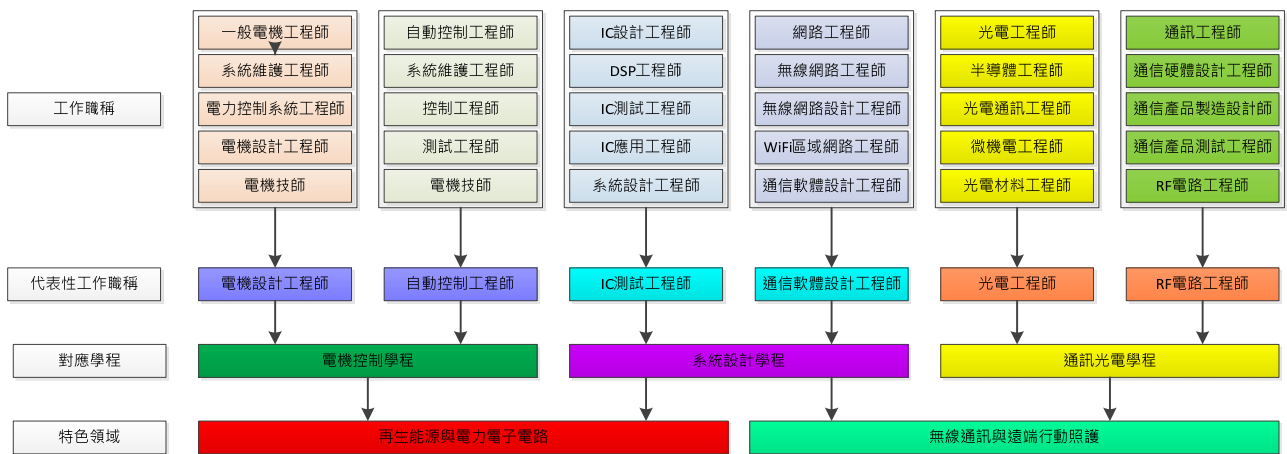 一般電機工程師
自動控制工程師
IC設計工程師
網路工程師
光電工程師
通訊工程師
系統維護工程師
系統維護工程師
DSP工程師
無線網路工程師
半導體工程師
通信硬體設計工程師
工作職稱
電力控制系統工程師
控制工程師
IC測試工程師
無線網路設計工程師
光電通訊工程師
通信產品製造設計師
電機設計工程師
測試工程師
IC應用工程師
WiFi區域網路工程師
微機電工程師
通信產品測試工程師
電機技師
電機技師
系統設計工程師
通信軟體設計工程師
光電材料工程師
RF電路工程師
代表性工作職稱
電機設計工程師
自動控制工程師
IC測試工程師
通信軟體設計工程師
光電工程師
RF電路工程師
對應學程
電機控制學程
系統設計學程
通訊光電學程
特色領域
再生能源與電力電子電路
無線通訊與遠端行動照護